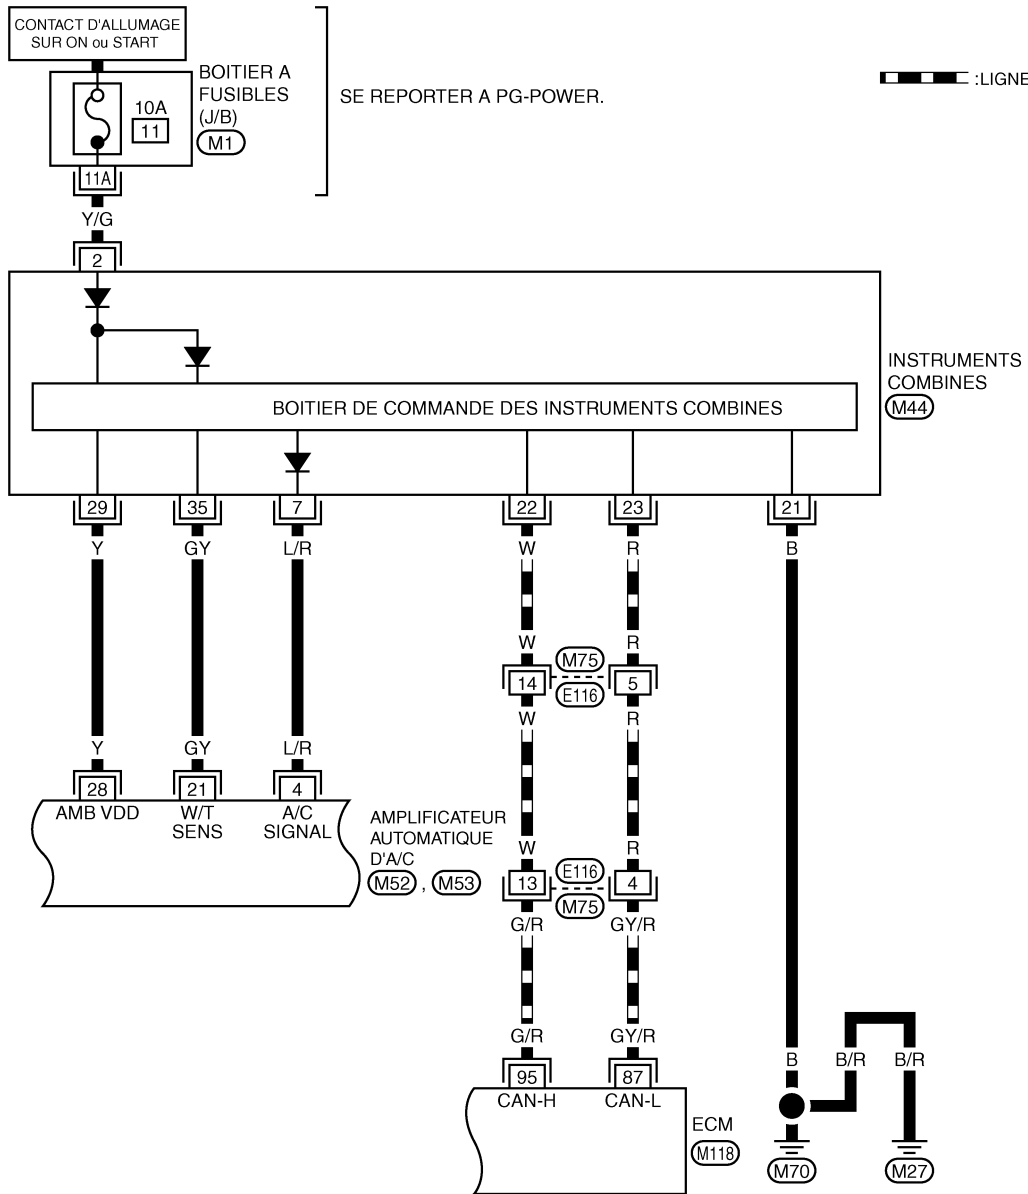 CONTACT D'ALLUMAGE
SUR ON ou START
BOITIER A
FUSIBLES
(J/B)
M1
10A
11
SE REPORTER A PG-POWER.
:LIGNE
11A
Y/G
2
INSTRUMENTS
COMBINES
M44
BOITIER DE COMMANDE DES INSTRUMENTS COMBINES
29 35 7 22 23 21
Y GY L/R W R B
W R
M75
14 5
E116
W R
Y GY L/R
28 21 4
AMB VDD
W/T
SENS
A/C
SIGNAL
AMPLIFICATEUR
AUTOMATIQUE
D'A/C
M52 , M53
W R
E116
13 4
M75
G/R GY/R
G/R GY/R
95 87
CAN-H CAN-L
ECM
M118
B B/R B/R
M70 M27